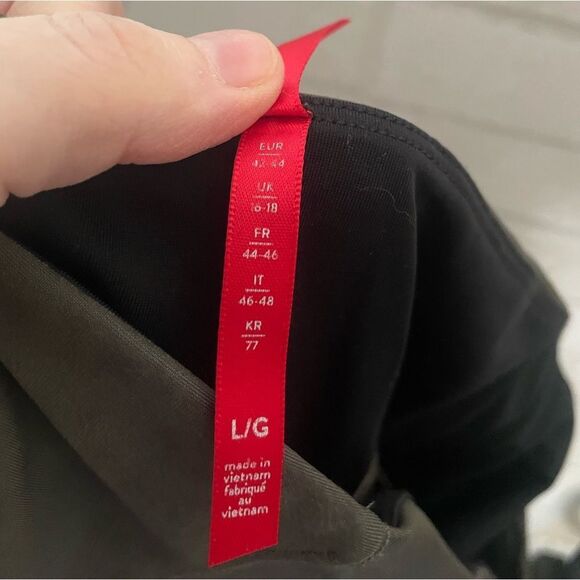 EUR
42-44
UK
16-18
FR
44-46
IT
46-48
KR
77
L/G
made in
vietnam
fabriqué
au
vietnam